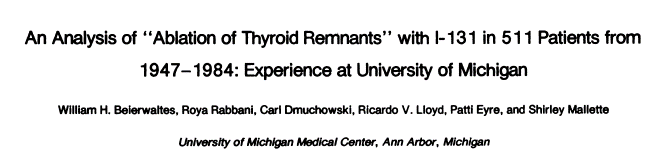 An Analysis of "Ablation of Thyroid Remnants" with I-131 in 511 Patients from
1947–1984: Experience at University of Michigan
William H. Beierwaltes, Roya Rabbani, Carl Dmuchowski, Ricardo V. Lloyd, Patti Eyre, and Shirley Mallette
University of Michigan Medical Center, Ann Arbor, Michigan